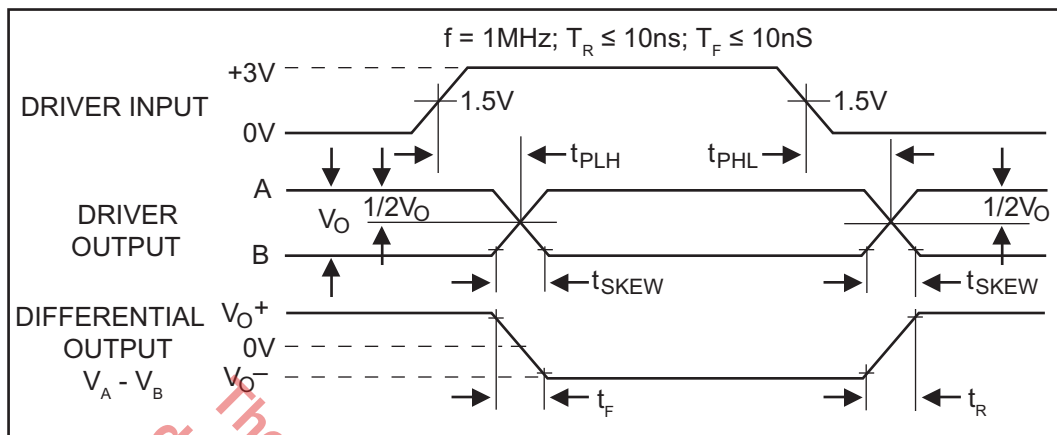 f = 1MHz; T_R ≤ 10ns; T_F ≤ 10nS
+3V
DRIVER INPUT
1.5V
1.5V
0V
t_PLH
t_PHL
A
DRIVER
OUTPUT
V_O
1/2V_O
1/2V_O
B
t_SKEW
t_SKEW
DIFFERENTIAL
OUTPUT
V_A - V_B
V_O+
0V
V_O–
t_F
t_R
The